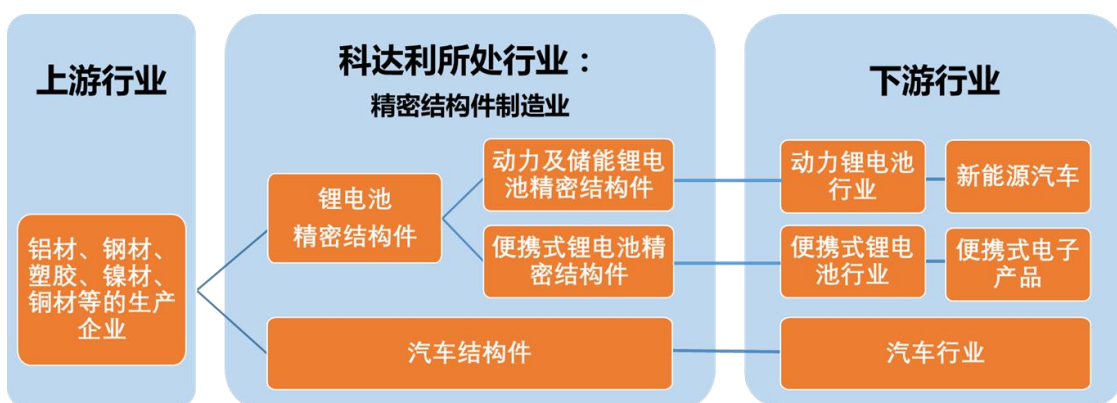 上游行业
铝材、钢材、
塑胶、镍材、
铜材等的生产
企业
科达利所处行业：
精密结构件制造业
锂电池
精密结构件
动力及储能锂电
池精密结构件
便携式锂电池精
密结构件
汽车结构件
下游行业
动力锂电池
行业
新能源汽车
便携式锂电
池行业
便携式电子
产品
汽车行业